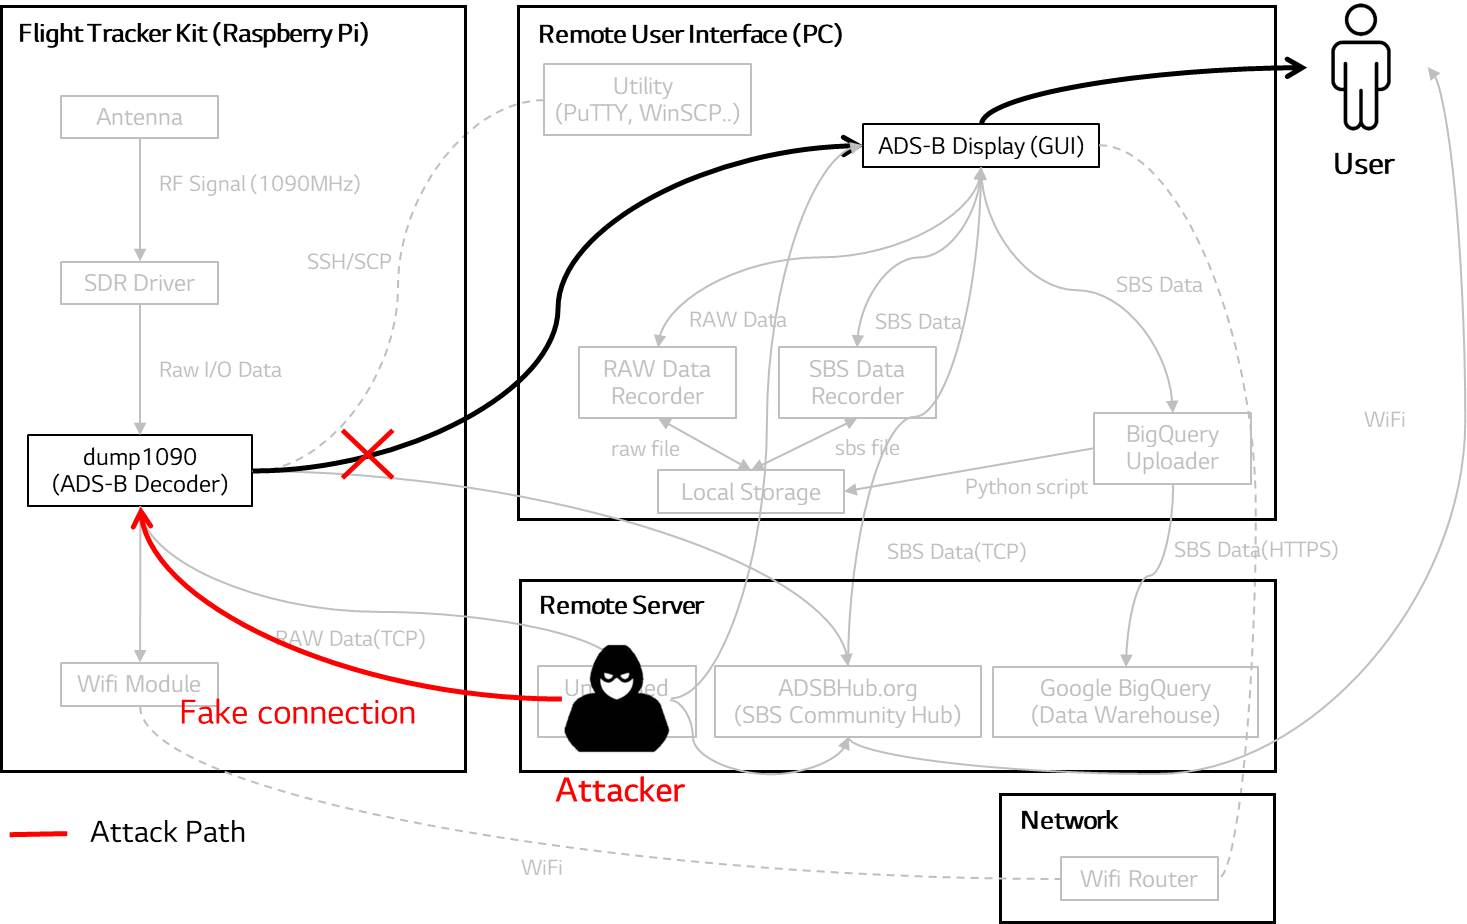 Flight Tracker Kit (Raspberry Pi)
Antenna
RF Signal (1090MHz)
SDR Driver
Raw I/O Data
dump1090
(ADS-B Decoder)
RAW Data(TCP)
Wifi Module
Fake connection
SSH/SCP
Remote User Interface (PC)
Utility
(PuTTY, WinSCP..)
ADS-B Display (GUI)
RAW Data
SBS Data
SBS Data
RAW Data
Recorder
SBS Data
Recorder
raw file
sbs file
BigQuery
Uploader
Local Storage
Python script
User
WiFi
SBS Data(TCP)
SBS Data(HTTPS)
Remote Server
ADSBHub.org
(SBS Community Hub)
Google BigQuery
(Data Warehouse)
Attacker
Attack Path
WiFi
Network
Wifi Router